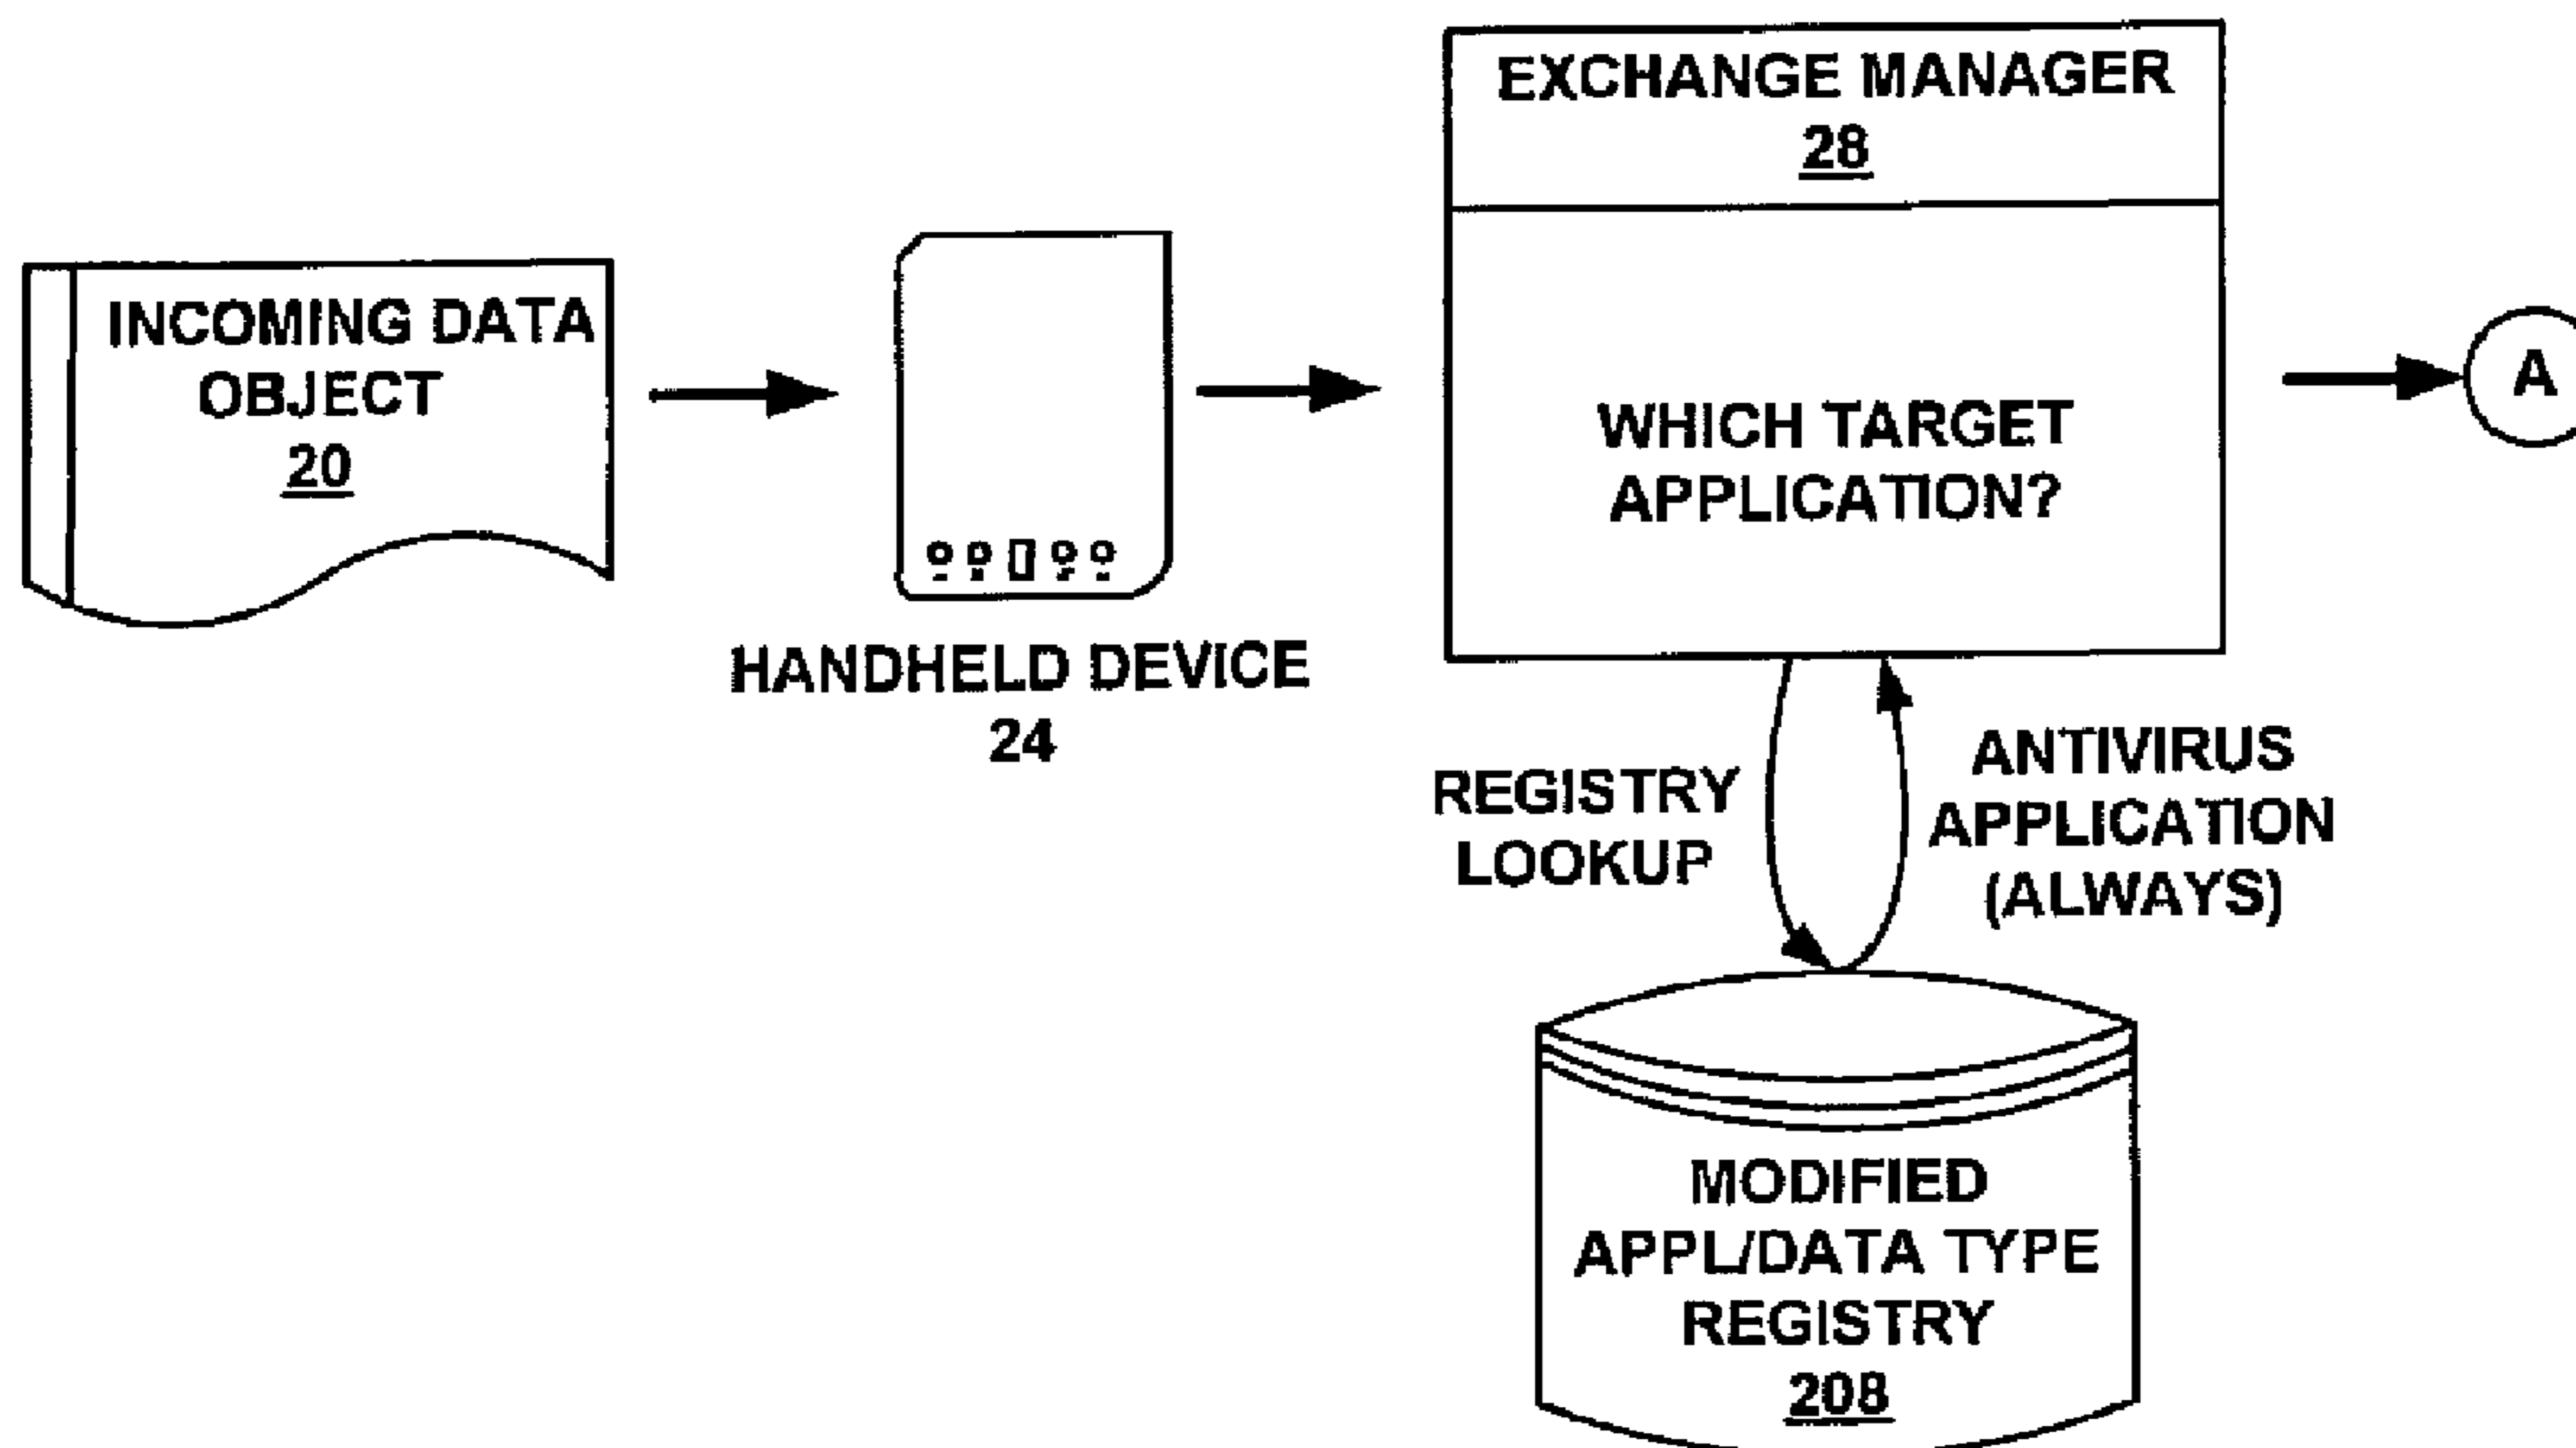 EXCHANGE MANAGER
28
INCOMING DATA
OBJECT
20
WHICH TARGET
APPLICATION?
A
HANDHELD DEVICE
24
REGISTRY
LOOKUP
ANTIVIRUS
APPLICATION
(ALWAYS)
MODIFIED
APPL/DATA TYPE
REGISTRY
208